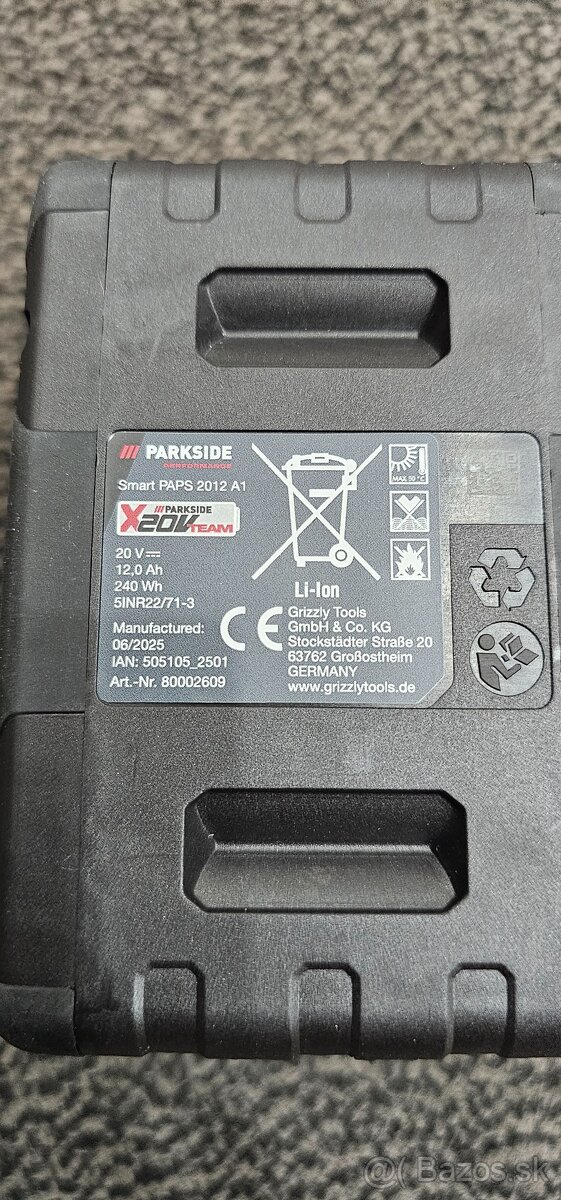 /// PARKSIDE
PERFORMANCE
Smart PAPS 2012 A1
/// PARKSIDE
X20V TEAM
20 V ⎓
12,0 Ah
240 Wh
5INR22/71-3
Manufactured:
06/2025
IAN: 505105_2501
Art.-Nr. 80002609
MAX. 50 °C
Li-Ion
CE
Grizzly Tools
GmbH & Co. KG
Stockstädter Straße 20
63762 Großostheim
GERMANY
www.grizzlytools.de
@( Bazos.sk